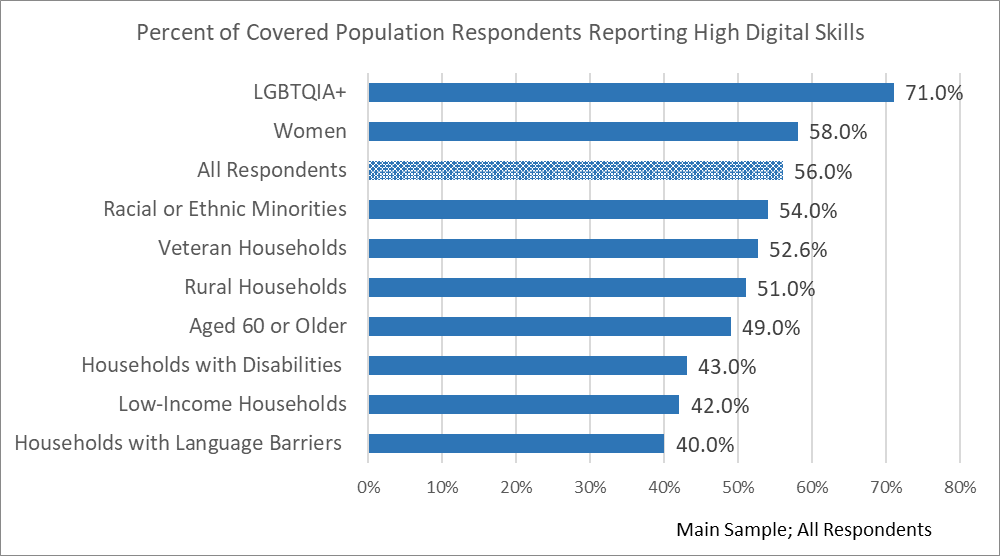 Percent of Covered Population Respondents Reporting High Digital Skills
LGBTQIA+ 71.0%
Women 58.0%
All Respondents 56.0%
Racial or Ethnic Minorities 54.0%
Veteran Households 52.6%
Rural Households 51.0%
Aged 60 or Older 49.0%
Households with Disabilities 43.0%
Low-Income Households 42.0%
Households with Language Barriers 40.0%
0% 10% 20% 30% 40% 50% 60% 70% 80%
Main Sample; All Respondents